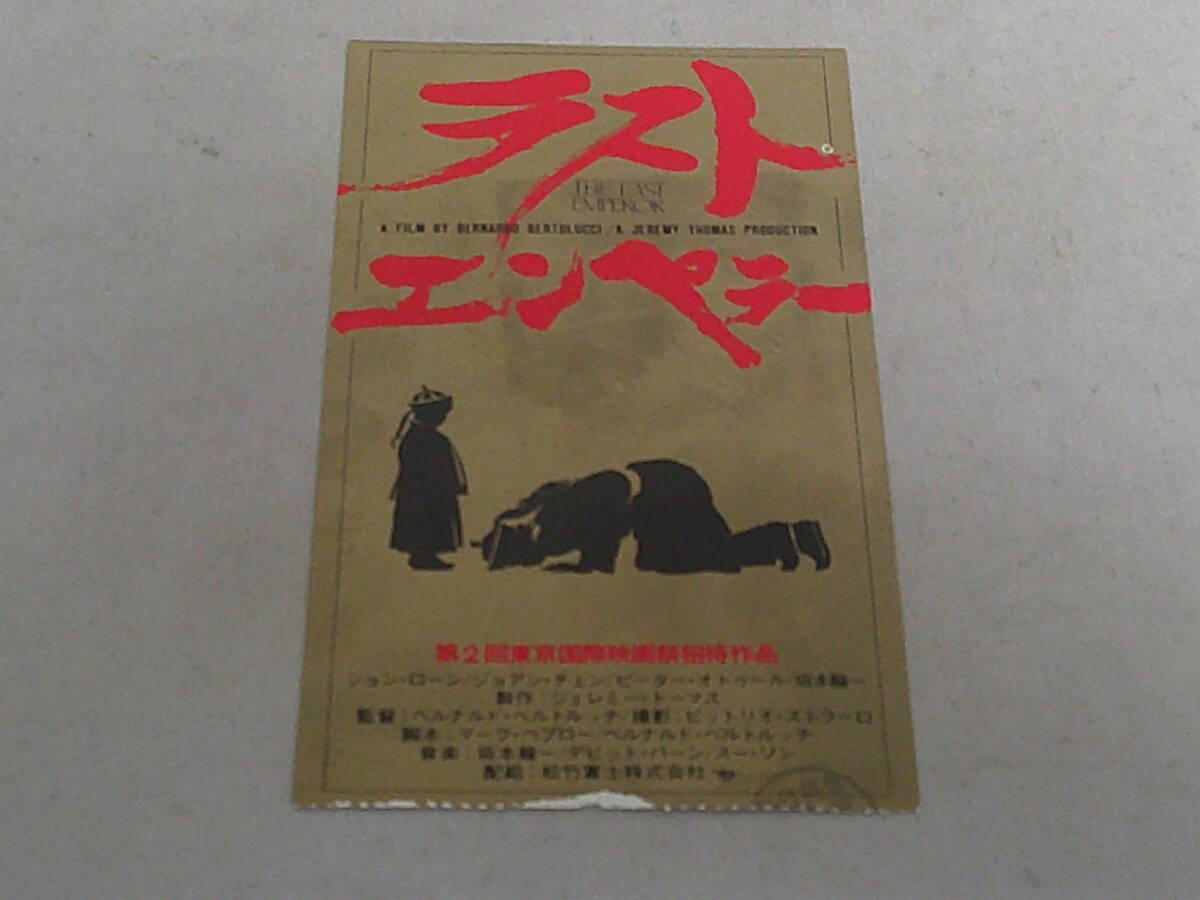 ラスト
THE LAST
EMPEROR
A FILM BY BERNARDO BERTOLUCCI/A JEREMY THOMAS PRODUCTION
エンペラー
第2回東京国際映画祭招待作品
ジョン・ローン/ジョアン・チェン/ピーター・オトゥール/坂本龍一
製作:ジェレミー・トーマス
監督:ベルナルド・ベルトルッチ/撮影:ビットリオ・ストラーロ
脚本:マーク・ペプロー/ベルナルド・ベルトルッチ
音楽:坂本龍一/デビット・バーン/スー・ソン
配給:松竹富士株式会社